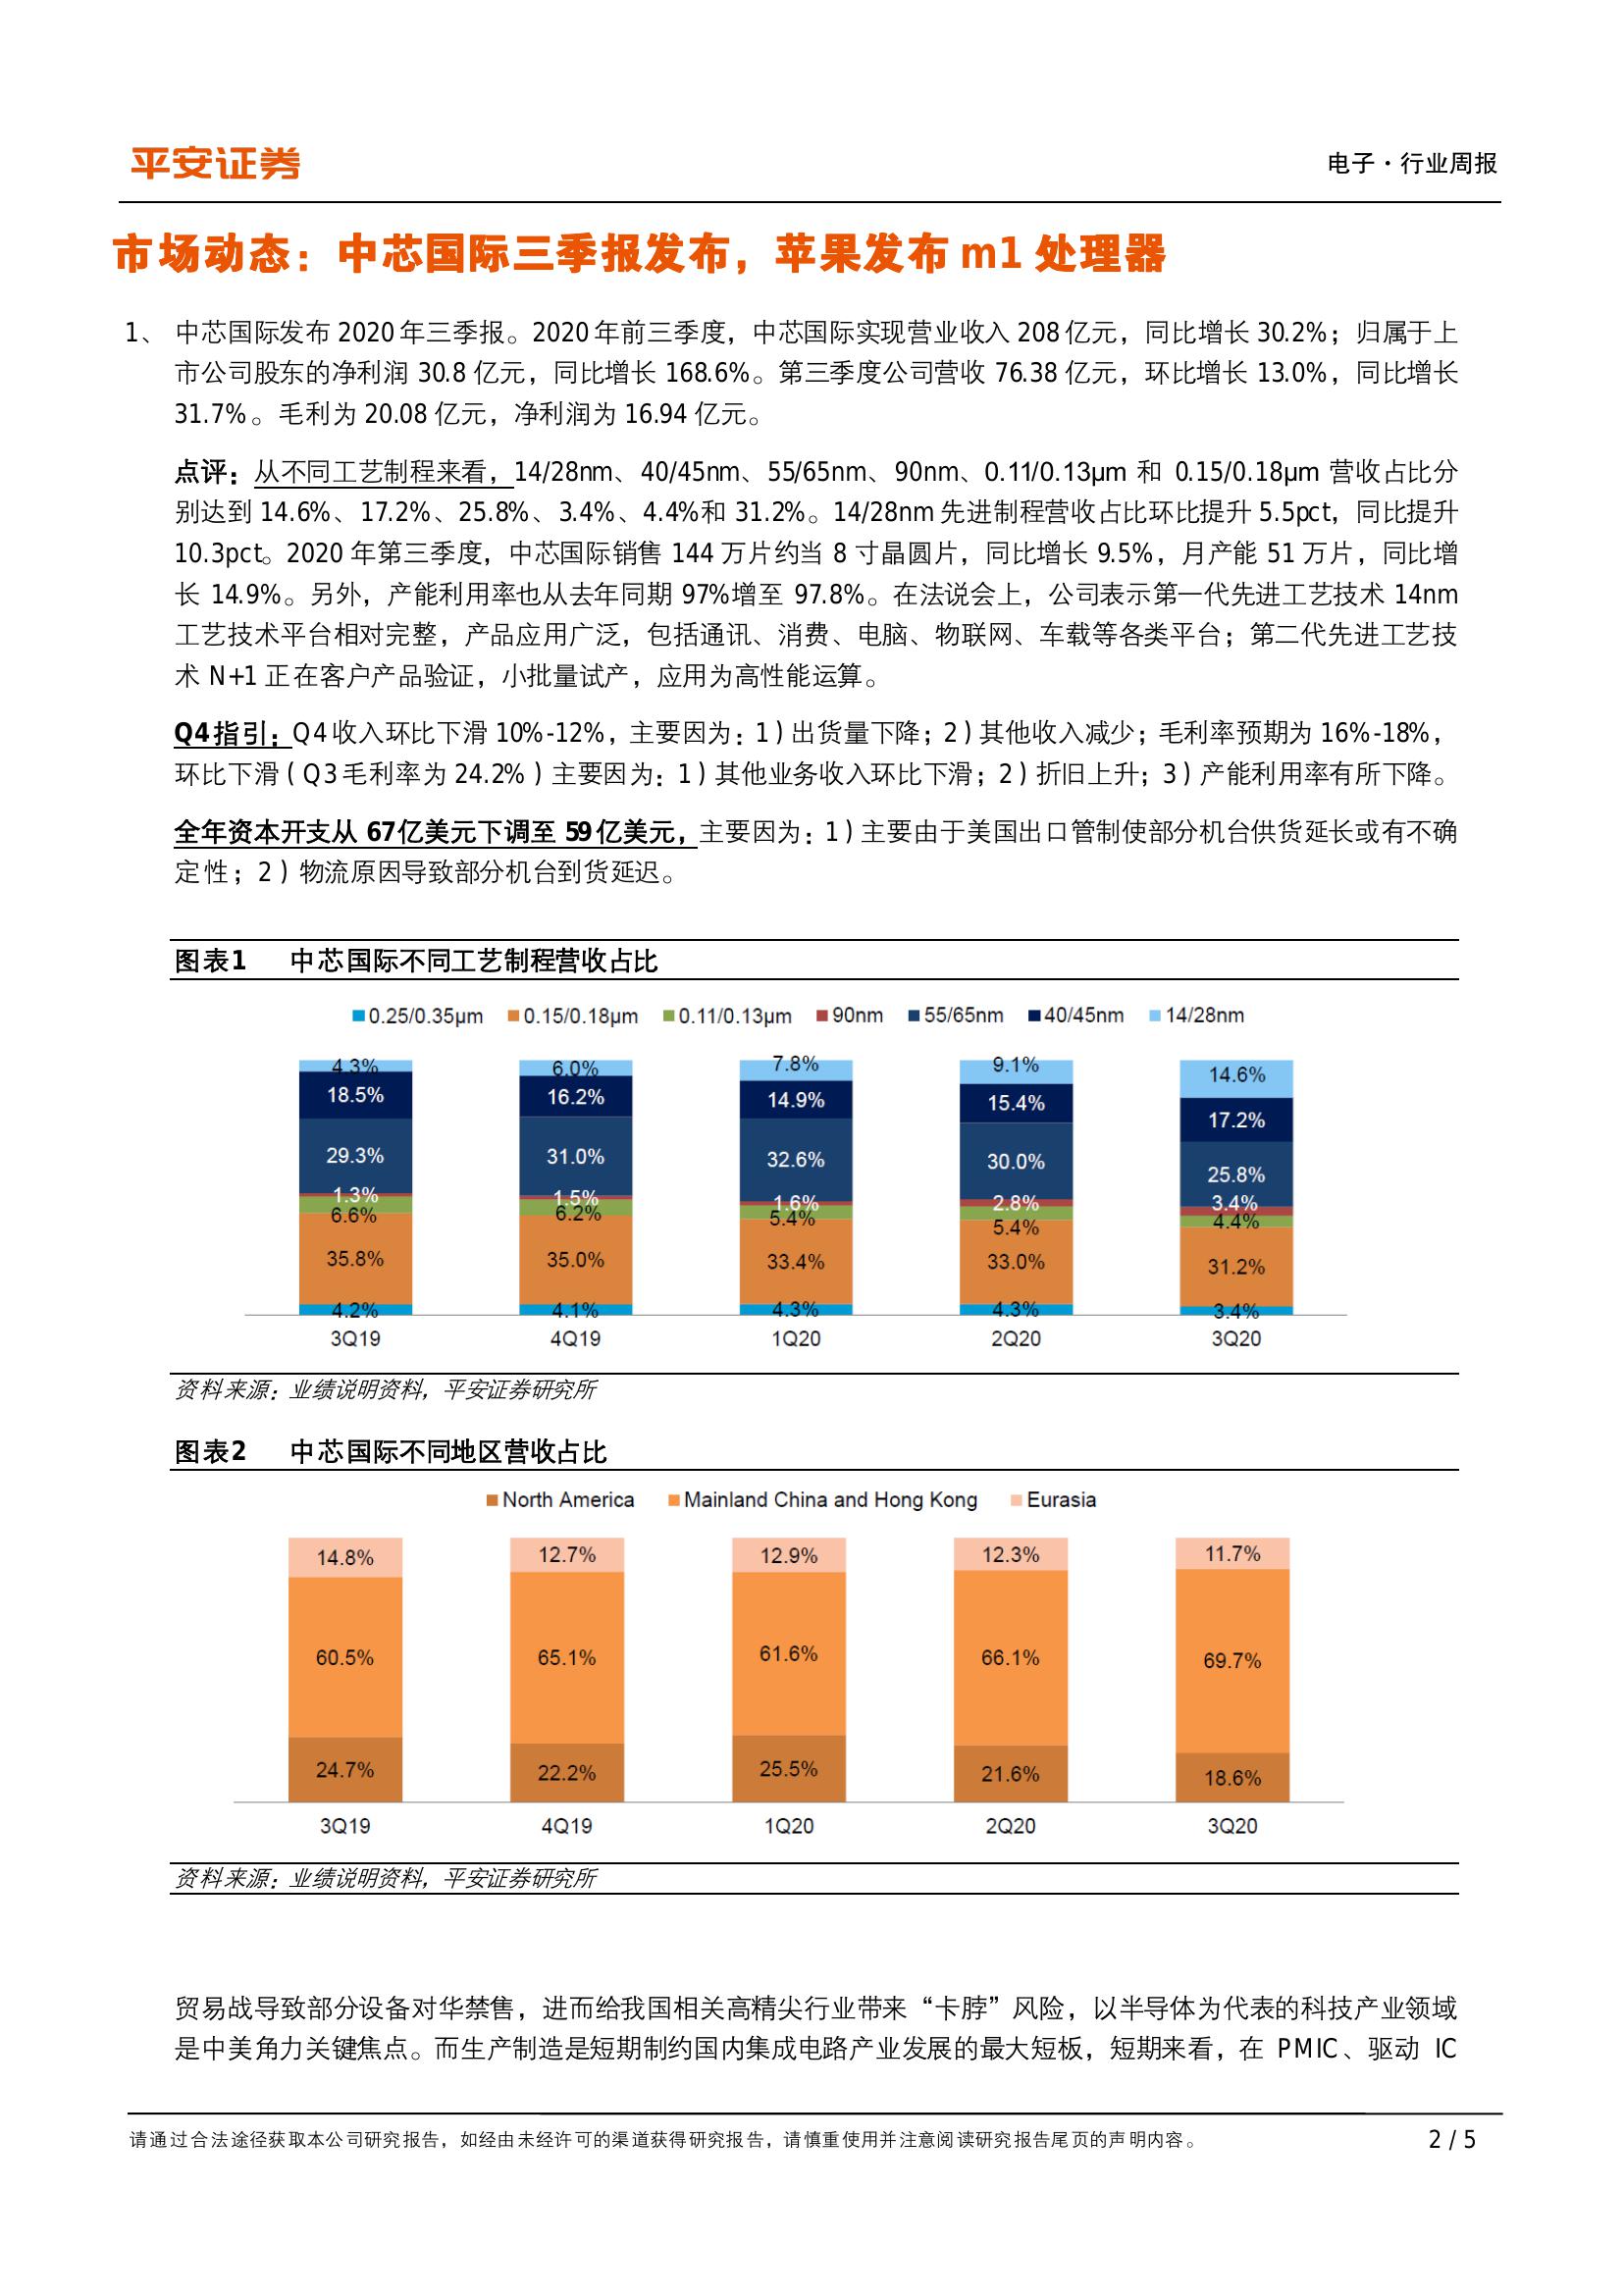 平安证券
电子·行业周报
市场动态：中芯国际三季报发布，苹果发布 m1 处理器
1、 中芯国际发布 2020 年三季报。2020 年前三季度，中芯国际实现营业收入 208 亿元，同比增长 30.2%；归属于上
市公司股东的净利润 30.8 亿元，同比增长 168.6%。第三季度公司营收 76.38 亿元，环比增长 13.0%，同比增长
31.7%。毛利为 20.08 亿元，净利润为 16.94 亿元。
点评：从不同工艺制程来看，14/28nm、40/45nm、55/65nm、90nm、0.11/0.13μm 和 0.15/0.18μm 营收占比分
别达到 14.6%、17.2%、25.8%、3.4%、4.4%和 31.2%。14/28nm 先进制程营收占比环比提升 5.5pct，同比提升
10.3pct。2020 年第三季度，中芯国际销售 144 万片约当 8 寸晶圆片，同比增长 9.5%，月产能 51 万片，同比增
长 14.9%。另外，产能利用率也从去年同期 97%增至 97.8%。在法说会上，公司表示第一代先进工艺技术 14nm
工艺技术平台相对完整，产品应用广泛，包括通讯、消费、电脑、物联网、车载等各类平台；第二代先进工艺技
术 N+1 正在客户产品验证，小批量试产，应用为高性能运算。
Q4指引：Q4 收入环比下滑 10%-12%，主要因为：1）出货量下降；2）其他收入减少；毛利率预期为 16%-18%，
环比下滑（Q3 毛利率为 24.2%）主要因为：1）其他业务收入环比下滑；2）折旧上升；3）产能利用率有所下降。
全年资本开支从 67亿美元下调至 59亿美元，主要因为：1）主要由于美国出口管制使部分机台供货延长或有不确
定性；2）物流原因导致部分机台到货延迟。
图表1 中芯国际不同工艺制程营收占比
0.25/0.35μm 0.15/0.18μm 0.11/0.13μm 90nm 55/65nm 40/45nm 14/28nm
4.3% 6.0% 7.8% 9.1% 14.6%
18.5% 16.2% 14.9% 15.4% 17.2%
29.3% 31.0% 32.6% 30.0% 25.8%
1.3% 1.5% 1.6% 2.8% 3.4%
6.6% 6.2% 5.4% 5.4% 4.4%
35.8% 35.0% 33.4% 33.0% 31.2%
4.2% 4.1% 4.3% 4.3% 3.4%
3Q19 4Q19 1Q20 2Q20 3Q20
资料来源：业绩说明资料，平安证券研究所
图表2 中芯国际不同地区营收占比
North America Mainland China and Hong Kong Eurasia
14.8% 12.7% 12.9% 12.3% 11.7%
60.5% 65.1% 61.6% 66.1% 69.7%
24.7% 22.2% 25.5% 21.6% 18.6%
3Q19 4Q19 1Q20 2Q20 3Q20
资料来源：业绩说明资料，平安证券研究所
贸易战导致部分设备对华禁售，进而给我国相关高精尖行业带来“卡脖”风险，以半导体为代表的科技产业领域
是中美角力关键焦点。而生产制造是短期制约国内集成电路产业发展的最大短板，短期来看，在 PMIC、驱动 IC
请通过合法途径获取本公司研究报告，如经由未经许可的渠道获得研究报告，请慎重使用并注意阅读研究报告尾页的声明内容。
2 / 5